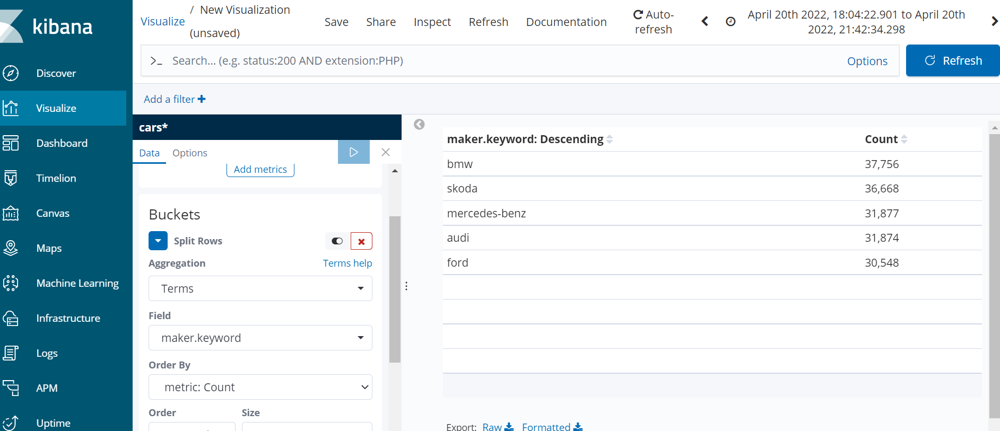 kibana
Discover
Visualize
Dashboard
Timelion
Canvas
Maps
Machine Learning
Infrastructure
Logs
APM
Uptime
Visualize / New Visualization (unsaved)
Save Share Inspect Refresh Documentation
Auto-refresh
April 20th 2022, 18:04:22.901 to April 20th
2022, 21:42:34.298
>_ Search... (e.g. status:200 AND extension:PHP)
Options
Refresh
Add a filter
cars*
Data Options
Add metrics
Buckets
Split Rows
Aggregation Terms help
Terms
Field
maker.keyword
Order By
metric: Count
Order Size
maker.keyword: Descending Count
bmw 37,756
skoda 36,668
mercedes-benz 31,877
audi 31,874
ford 30,548
Export: Raw Formatted